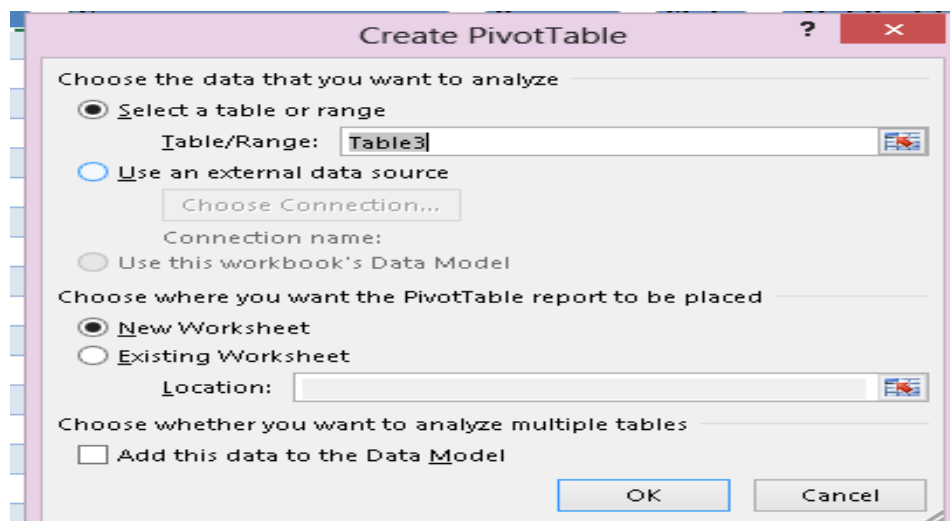 Create PivotTable
?
Choose the data that you want to analyze
Select a table or range
Table/Range: Table3
Use an external data source
Choose Connection...
Connection name:
Use this workbook's Data Model
Choose where you want the PivotTable report to be placed
New Worksheet
Existing Worksheet
Location:
Choose whether you want to analyze multiple tables
Add this data to the Data Model
OK Cancel